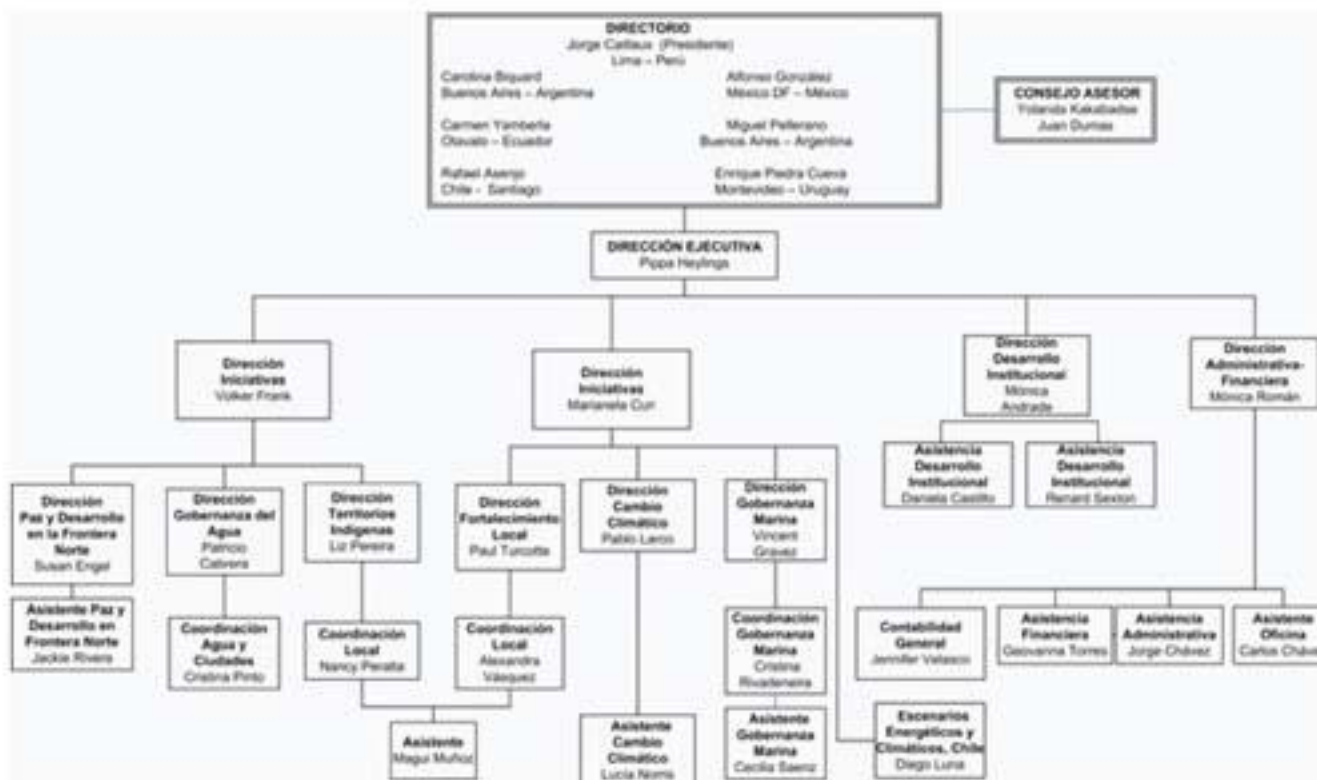 DIRECTORIO
Jorge Caillaux (Presidente)
Lima – Perú
Carolina Biquard
Buenos Aires – Argentina
Alfonso González
México DF – México
Carmen Yamberla
Otavalo – Ecuador
Miguel Pellerano
Buenos Aires – Argentina
Rafael Asenjo
Chile - Santiago
Enrique Piedra Cueva
Montevideo – Uruguay
CONSEJO ASESOR
Yolanda Kakabadse
Juan Dumas
DIRECCIÓN EJECUTIVA
Pippa Heylings
Dirección
Iniciativas
Volker Frank
Dirección
Iniciativas
Marianela Curi
Dirección
Desarrollo
Institucional
Mónica
Andrade
Dirección
Administrativa-
Financiera
Mónica Román
Asistencia
Desarrollo
Institucional
Daniela Castillo
Asistencia
Desarrollo
Institucional
Renard Sexton
Dirección
Paz y Desarrollo
en la Frontera
Norte
Susan Engel
Dirección
Gobernanza del
Agua
Patricio
Cabrera
Dirección
Territorios
Indígenas
Liz Pereira
Dirección
Fortalecimiento
Local
Paul Turcotte
Dirección
Cambio
Climático
Pablo Larco
Dirección
Gobernanza
Marina
Vincent
Gravez
Asistente Paz y
Desarrollo en
Frontera Norte
Jackie Rivera
Coordinación
Agua y
Ciudades
Cristina Pinto
Coordinación
Local
Nancy Peralta
Coordinación
Local
Alexandra
Vásquez
Coordinación
Gobernanza
Marina
Cristina
Rivadeneira
Contabilidad
General
Jennifer Velasco
Asistencia
Financiera
Geovanna Torres
Asistencia
Administrativa
Jorge Chávez
Asistente
Oficina
Carlos Cháve
Asistente
Magui Muñoz
Asistente
Cambio
Climático
Lucía Norris
Asistente
Gobernanza
Marina
Cecilia Saenz
Escenarios
Energéticos y
Climáticos, Chile
Diego Luna